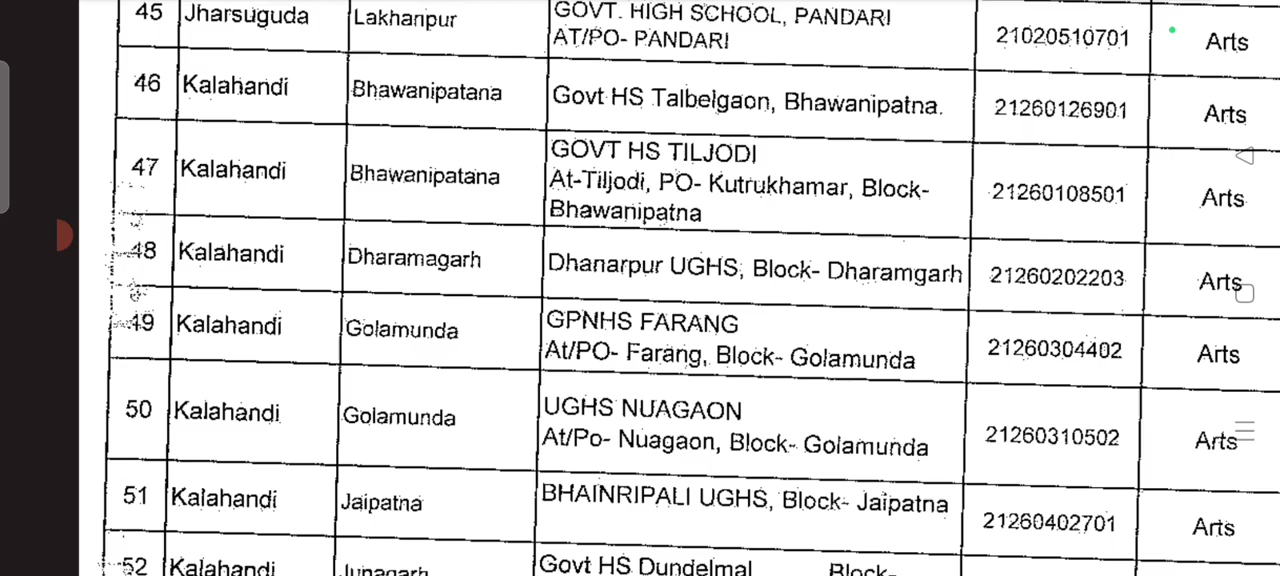 45 Jharsuguda Lakhanpur GOVT. HIGH SCHOOL, PANDARI
AT/PO- PANDARI 21020510701 Arts
46 Kalahandi Bhawanipatana Govt HS Talbelgaon, Bhawanipatna. 21260126901 Arts
GOVT HS TILJODI
47 Kalahandi Bhawanipatana At-Tiljodi, PO- Kutrukhamar, Block- 21260108501 Arts
Bhawanipatna
48 Kalahandi Dharamagarh Dhanarpur UGHS, Block- Dharamgarh 21260202203 Arts
49 Kalahandi Golamunda GPNHS FARANG
At/PO- Farang, Block- Golamunda 21260304402 Arts
50 Kalahandi Golamunda UGHS NUAGAON
At/Po- Nuagaon, Block- Golamunda 21260310502 Arts
51 Kalahandi Jaipatna BHAINRIPALI UGHS, Block- Jaipatna 21260402701 Arts
52 Kalahandi Junagarh Govt HS Dundelmal Block-